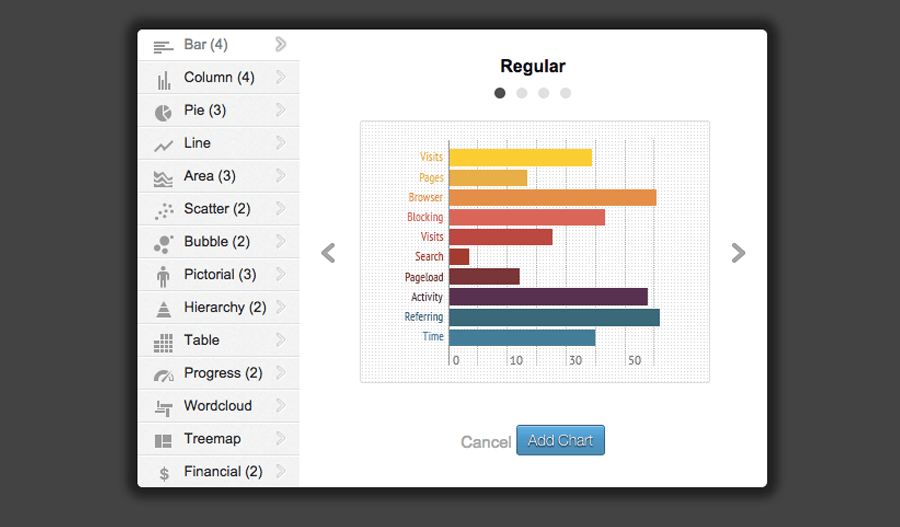 Bar (4)
Column (4)
Pie (3)
Line
Area (3)
Scatter (2)
Bubble (2)
Pictorial (3)
Hierarchy (2)
Table
Progress (2)
Wordcloud
Treemap
Financial (2)
Regular
Visits
Pages
Browser
Blocking
Visits
Search
Pageload
Activity
Referring
Time
0 10 30 50
Cancel Add Chart